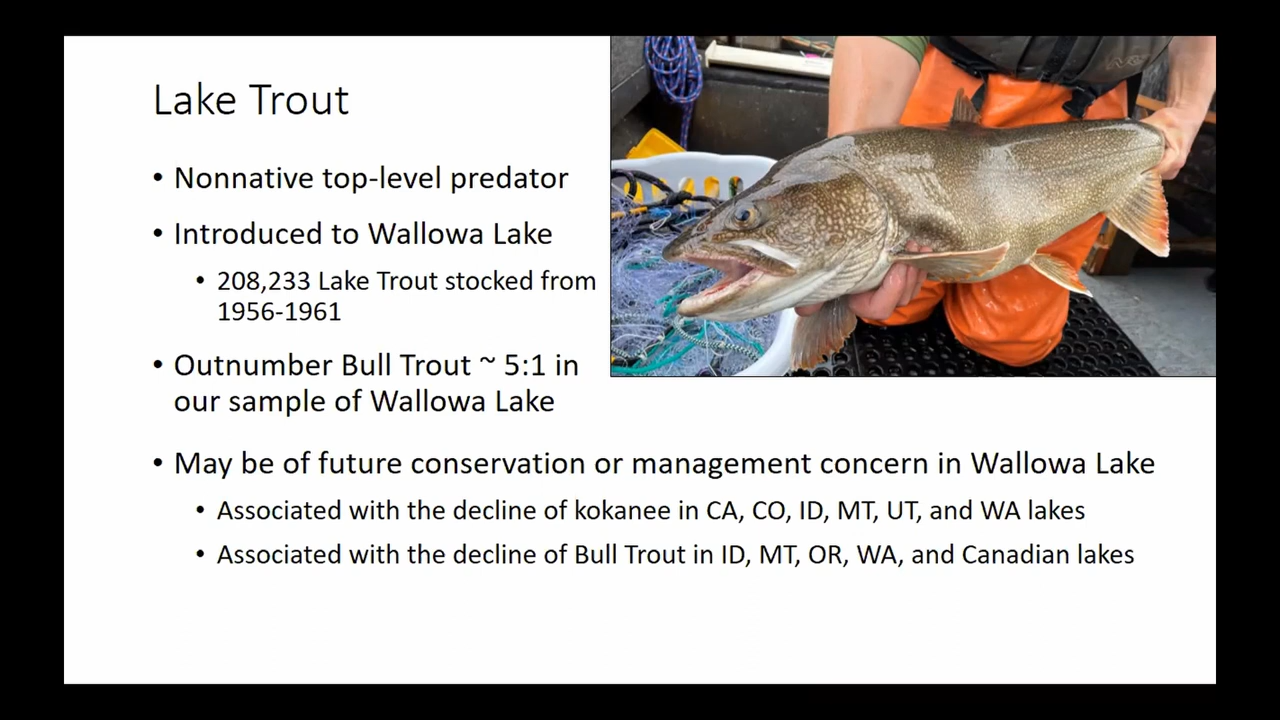 Lake Trout
• Nonnative top-level predator
• Introduced to Wallowa Lake
• 208,233 Lake Trout stocked from
1956-1961
• Outnumber Bull Trout ~ 5:1 in
our sample of Wallowa Lake
• May be of future conservation or management concern in Wallowa Lake
• Associated with the decline of kokanee in CA, CO, ID, MT, UT, and WA lakes
• Associated with the decline of Bull Trout in ID, MT, OR, WA, and Canadian lakes